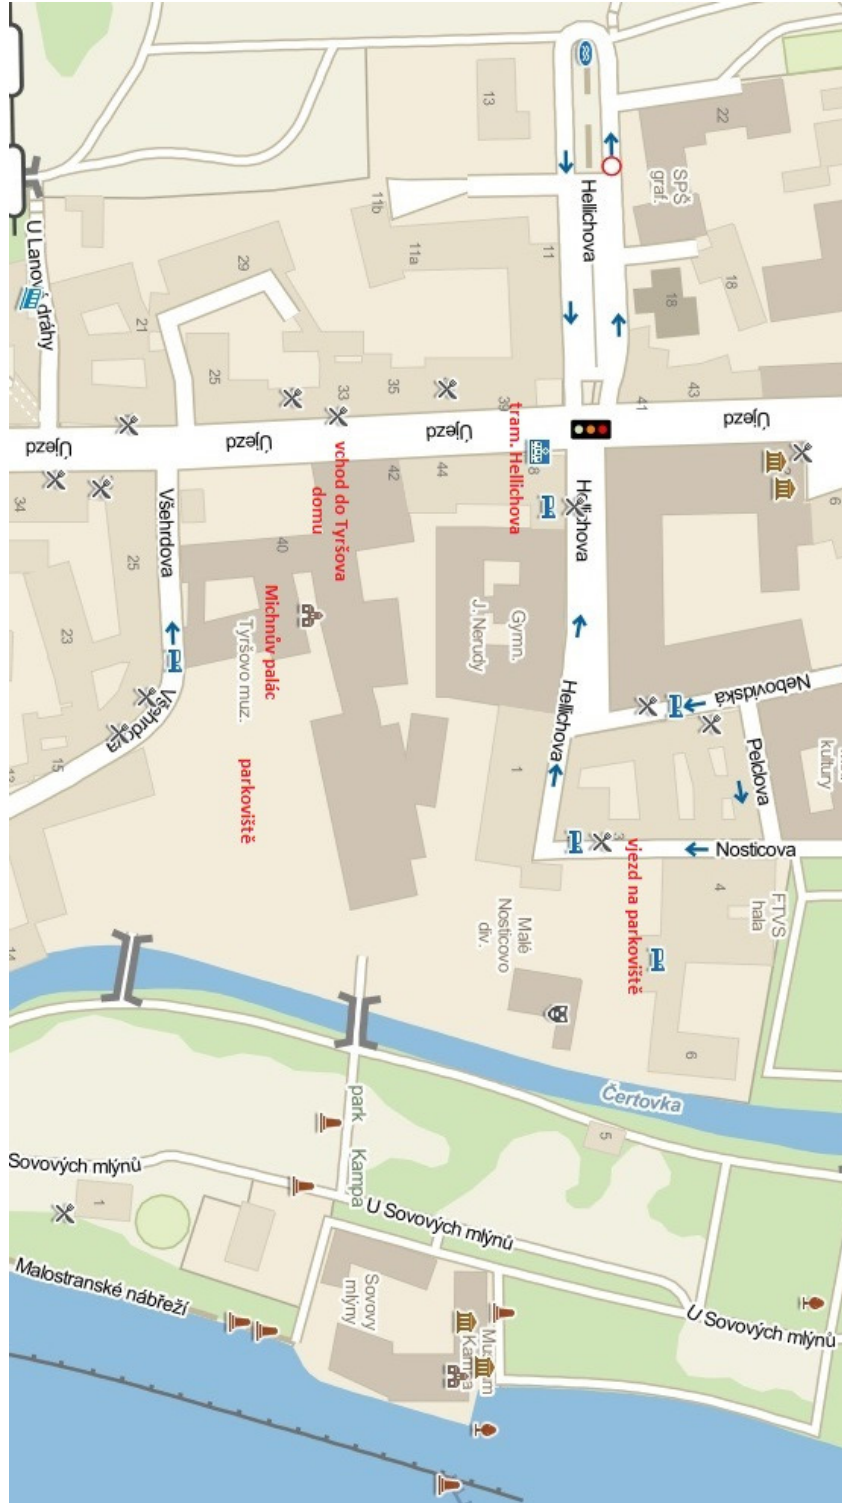 6
Újezd
kultury
43
22
Nebovidská
Pelclova
Nosticova
FTVS
hala
U Sovových mlýnů
18
4
SPŠ
graf.
18
41
6
vjezd na parkoviště
Čertovka
3
5
Hellichova
Hellichova
Hellichova
11
39
8
tram. Hellichova
1
Malé
Nosticovo
div.
Gymn.
J. Nerudy
13
Újezd
44
U Sovových mlýnů
Museum
Kampa
11a
35
42
11b
33
vchod do Tyršova
domu
park Kampa
Sovovy
mlýny
40
Michnův palác
Tyršovo muz.
parkoviště
29
25
Újezd
21
Všehrdova
Všehrdova
25
Malostranské nábřeží
1
23
15
U Lanové dráhy
Újezd
34
14
Sovových mlýnů